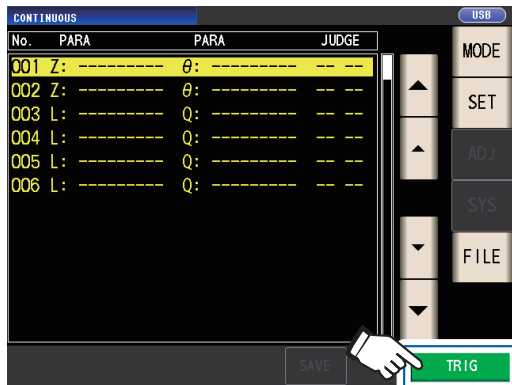 CONTINUOUS USB
No. PARA PARA JUDGE
001 Z: --------- θ: --------- -- --
002 Z: --------- θ: --------- -- --
003 L: --------- Q: --------- -- --
004 L: --------- Q: --------- -- --
005 L: --------- Q: --------- -- --
006 L: --------- Q: --------- -- --
MODE
SET
ADJ
SYS
FILE
SAVE
TRIG